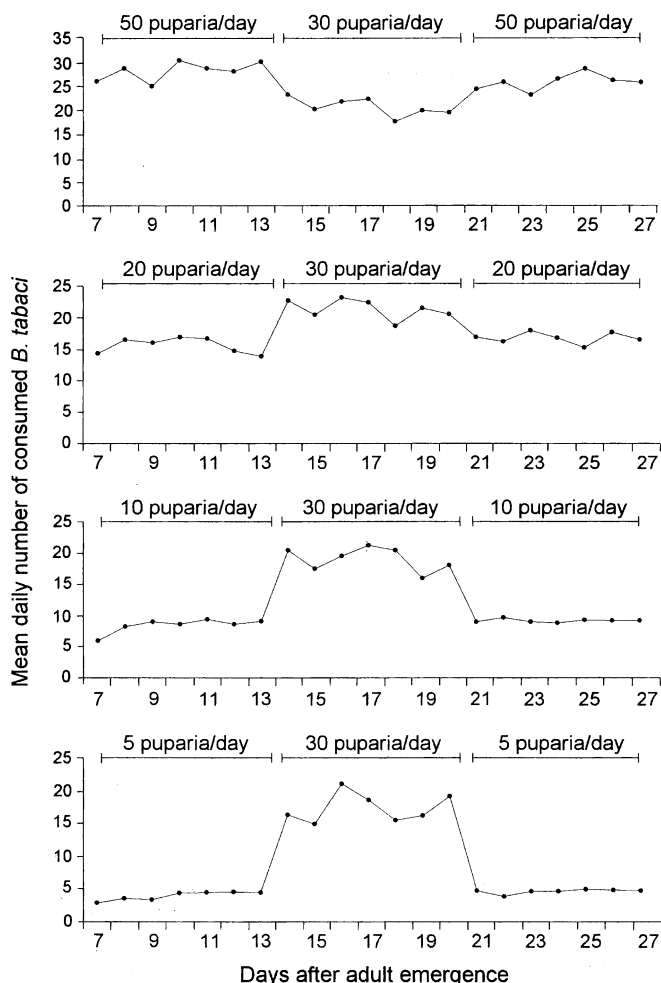 50 puparia/day 30 puparia/day 50 puparia/day
35
30
25
20
15
10
5
0
7 9 11 13 15 17 19 21 23 25 27
20 puparia/day 30 puparia/day 20 puparia/day
25
20
15
10
5
0
7 9 11 13 15 17 19 21 23 25 27
10 puparia/day 30 puparia/day 10 puparia/day
25
20
15
10
5
0
7 9 11 13 15 17 19 21 23 25 27
5 puparia/day 30 puparia/day 5 puparia/day
25
20
15
10
5
0
7 9 11 13 15 17 19 21 23 25 27
Mean daily number of consumed B. tabaci
Days after adult emergence